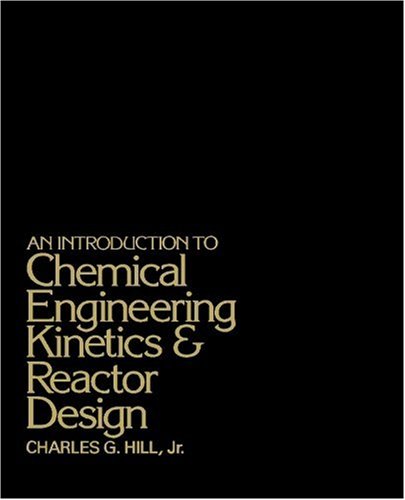 AN INTRODUCTION TO
Chemical
Engineering
Kinetics &
Reactor
Design
CHARLES G. HILL, Jr.